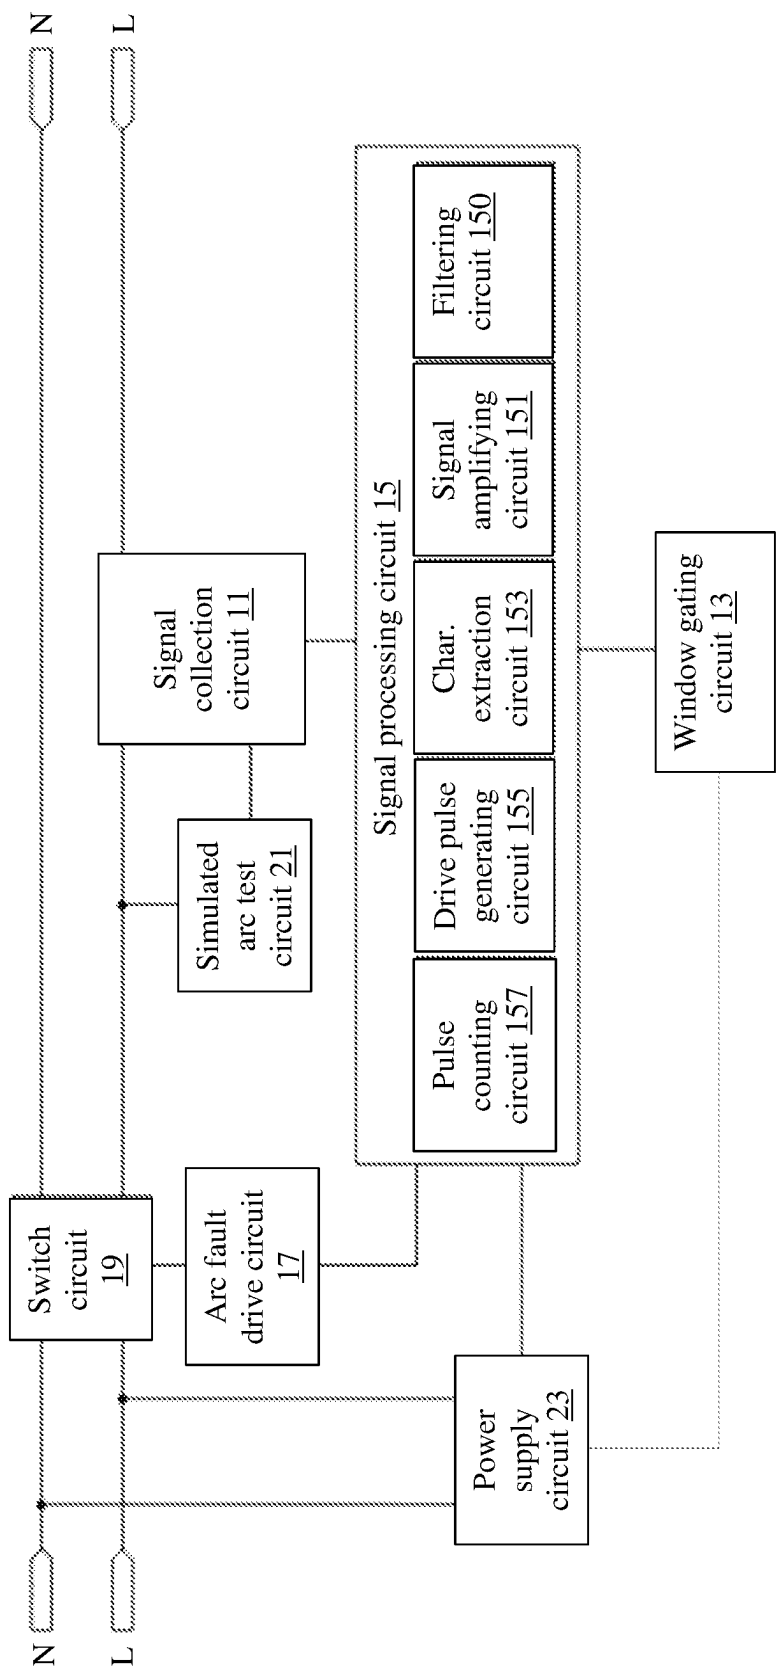 N
L
N
L
Switch
circuit
19
Arc fault
drive circuit
17
Power
supply
circuit 23
Simulated
arc test
circuit 21
Signal
collection
circuit 11
Signal processing circuit 15
Pulse
counting
circuit 157
Drive pulse
generating
circuit 155
Char.
extraction
circuit 153
Signal
amplifying
circuit 151
Filtering
circuit 150
Window gating
circuit 13